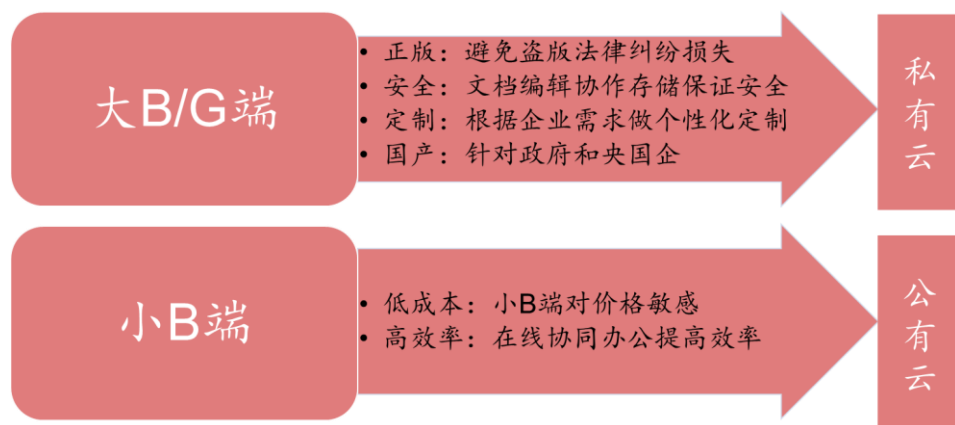 大B/G端
• 正版：避免盗版法律纠纷损失
• 安全：文档编辑协作存储保证安全
• 定制：根据企业需求做个性化定制
• 国产：针对政府和央国企
私有云
小B端
• 低成本：小B端对价格敏感
• 高效率：在线协同办公提高效率
公有云